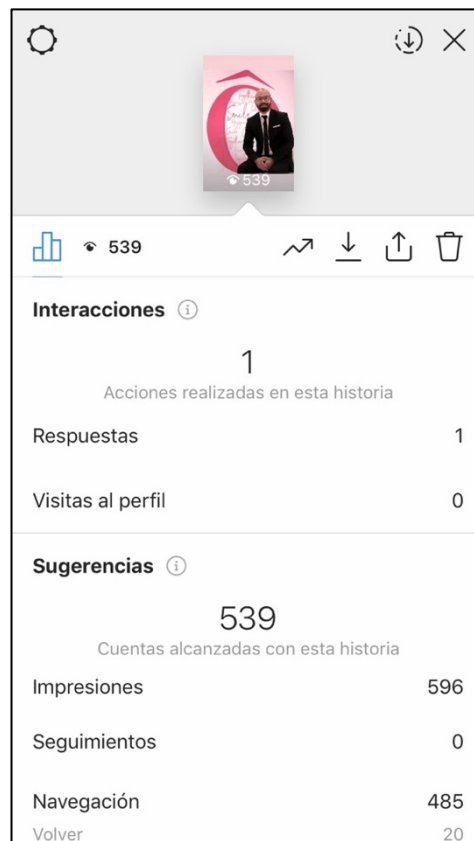 Smile
539
539
Interacciones
1
Acciones realizadas en esta historia
Respuestas 1
Visitas al perfil 0
Sugerencias
539
Cuentas alcanzadas con esta historia
Impresiones 596
Seguimientos 0
Navegación 485
Volver 20